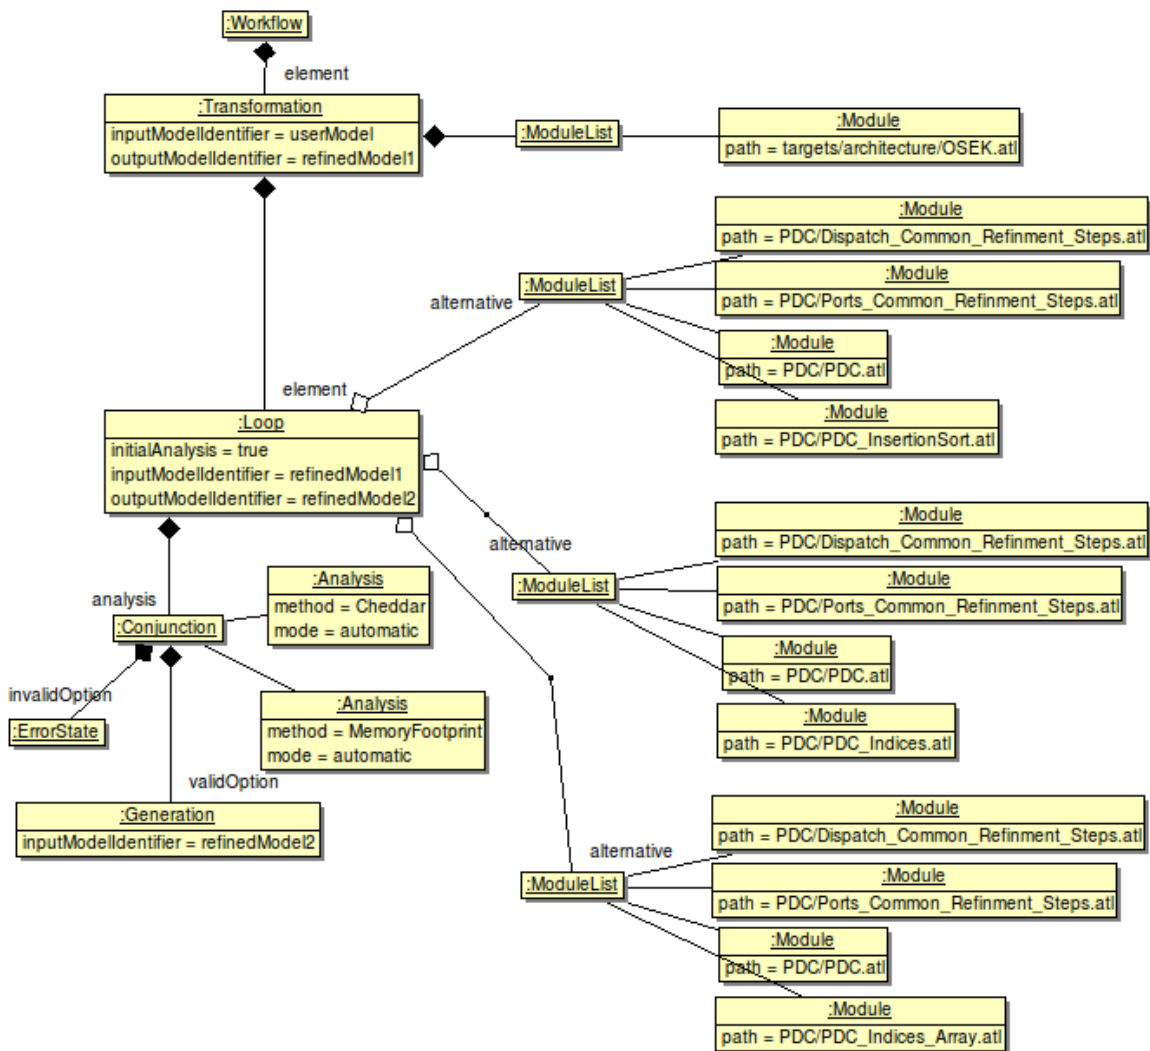 :Workflow
element
:Transformation
inputModelIdentifier = userModel
outputModelIdentifier = refinedModel1
:ModuleList
:Module
path = targets/architecture/OSEK.atl
:Module
path = PDC/Dispatch_Common_Refinment_Steps.atl
:ModuleList
:Module
path = PDC/Ports_Common_Refinment_Steps.atl
alternative
:Module
path = PDC/PDC.atl
element
:Module
path = PDC/PDC_InsertionSort.atl
:Loop
initialAnalysis = true
inputModelIdentifier = refinedModel1
outputModelIdentifier = refinedModel2
alternative
:Module
path = PDC/Dispatch_Common_Refinment_Steps.atl
:ModuleList
:Module
path = PDC/Ports_Common_Refinment_Steps.atl
:Module
path = PDC/PDC.atl
:Module
path = PDC/PDC_Indices.atl
analysis
:Conjunction
:Analysis
method = Cheddar
mode = automatic
invalidOption
:ErrorState
:Analysis
method = MemoryFootprint
mode = automatic
validOption
:Generation
inputModelIdentifier = refinedModel2
alternative
:ModuleList
:Module
path = PDC/Dispatch_Common_Refinment_Steps.atl
:Module
path = PDC/Ports_Common_Refinment_Steps.atl
:Module
path = PDC/PDC.atl
:Module
path = PDC/PDC_Indices_Array.atl